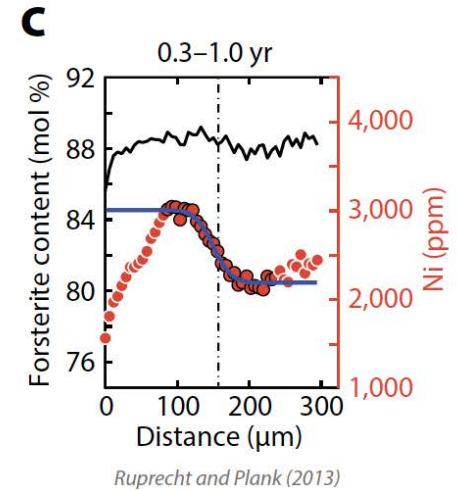 C
0.3–1.0 yr
Forsterite content (mol %)
92
88
84
80
76
4,000
3,000
2,000
1,000
Ni (ppm)
0
100
200
300
Distance (µm)
Ruprecht and Plank (2013)